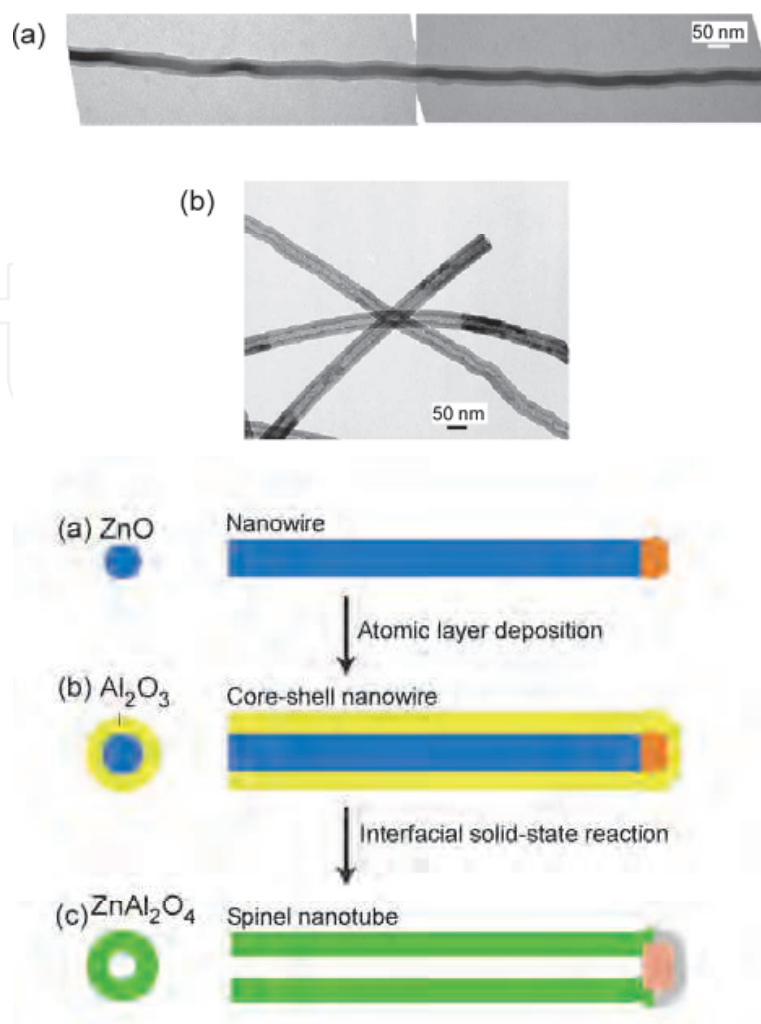 (a)
50 nm
(b)
50 nm
(a) ZnO
Nanowire
Atomic layer deposition
(b) Al₂O₃
Core-shell nanowire
Interfacial solid-state reaction
(c) ZnAl₂O₄
Spinel nanotube